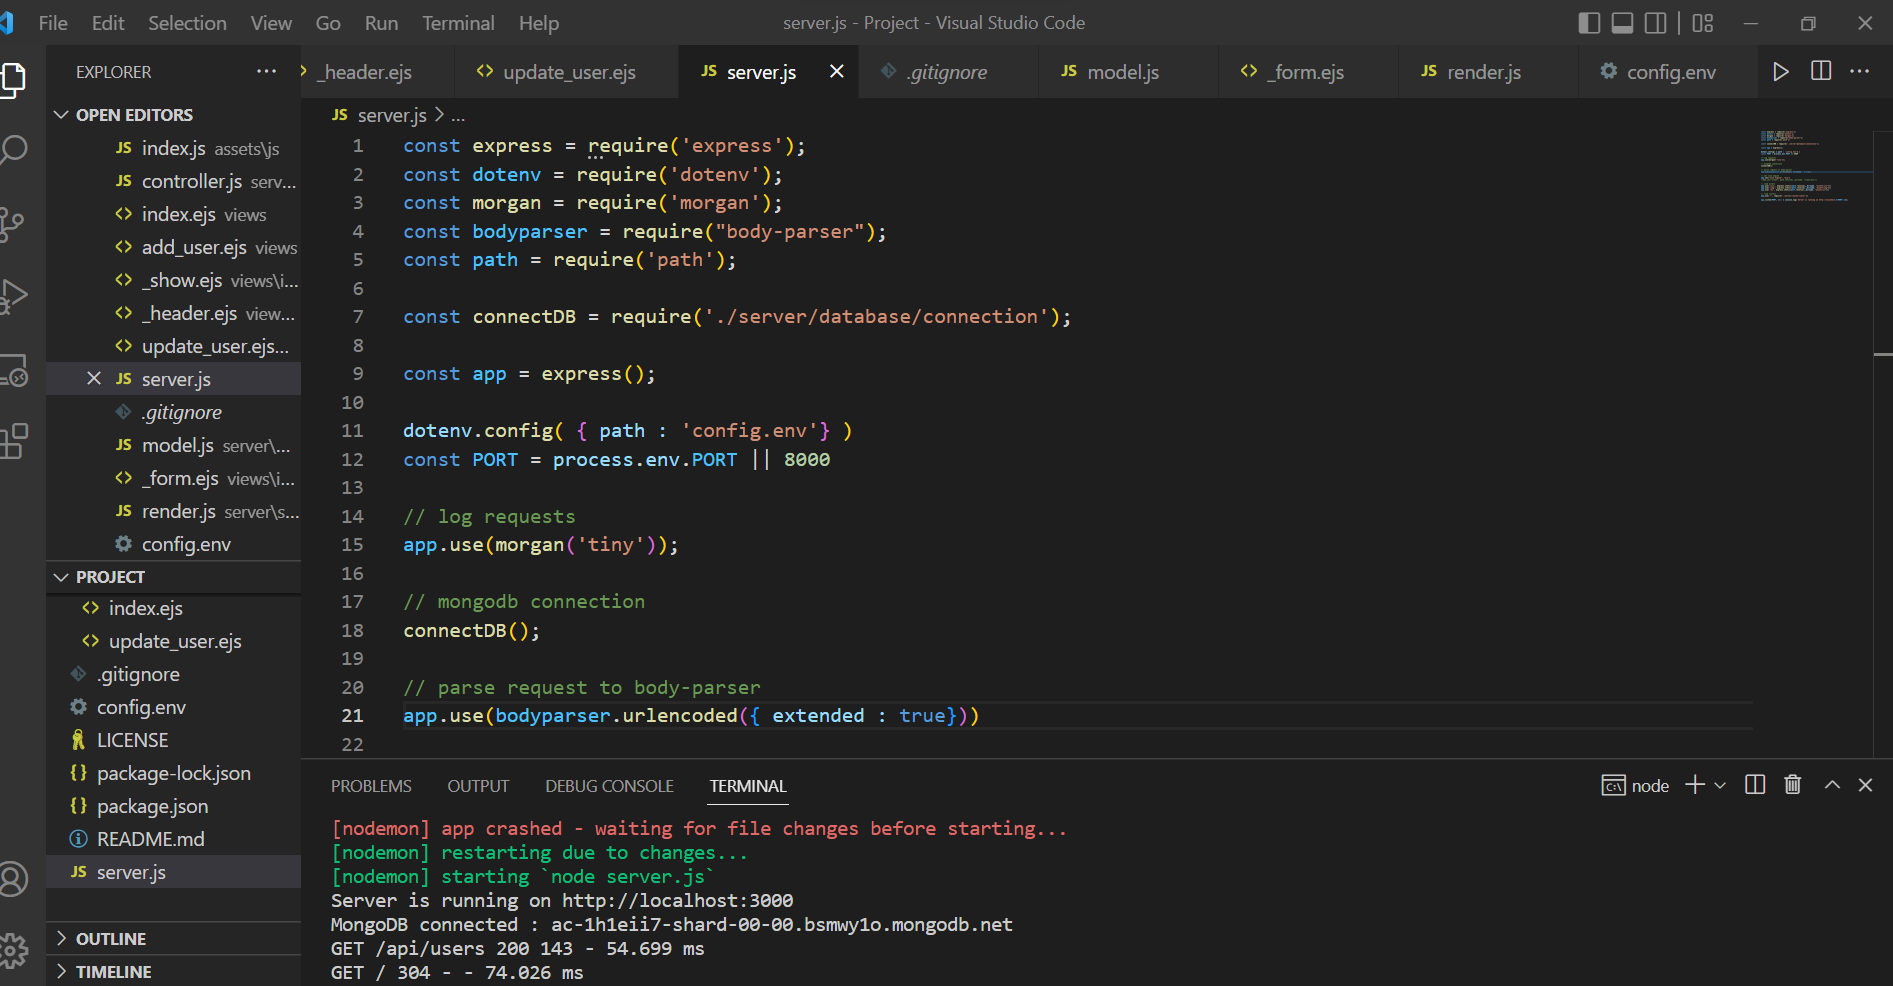 File Edit Selection View Go Run Terminal Help
server.js - Project - Visual Studio Code
EXPLORER
OPEN EDITORS
JS index.js assets\js
JS controller.js serv...
<> index.ejs views
<> add_user.ejs views
<> _show.ejs views\i...
<> _header.ejs view...
<> update_user.ejs...
JS server.js
.gitignore
JS model.js server\...
<> _form.ejs views\i...
JS render.js server\s...
config.env
PROJECT
<> index.ejs
<> update_user.ejs
.gitignore
config.env
LICENSE
{} package-lock.json
{} package.json
README.md
JS server.js
OUTLINE
TIMELINE
_header.ejs <> update_user.ejs JS server.js .gitignore JS model.js <> _form.ejs JS render.js config.env
JS server.js > ...
1 const express = require('express');
2 const dotenv = require('dotenv');
3 const morgan = require('morgan');
4 const bodyparser = require("body-parser");
5 const path = require('path');
6
7 const connectDB = require('./server/database/connection');
8
9 const app = express();
10
11 dotenv.config( { path : 'config.env'} )
12 const PORT = process.env.PORT || 8000
13
14 // log requests
15 app.use(morgan('tiny'));
16
17 // mongodb connection
18 connectDB();
19
20 // parse request to body-parser
21 app.use(bodyparser.urlencoded({ extended : true}))
22
PROBLEMS OUTPUT DEBUG CONSOLE TERMINAL
node
[nodemon] app crashed - waiting for file changes before starting...
[nodemon] restarting due to changes...
[nodemon] starting `node server.js`
Server is running on http://localhost:3000
MongoDB connected : ac-1h1eii7-shard-00-00.bsmwy1o.mongodb.net
GET /api/users 200 143 - 54.699 ms
GET / 304 - - 74.026 ms